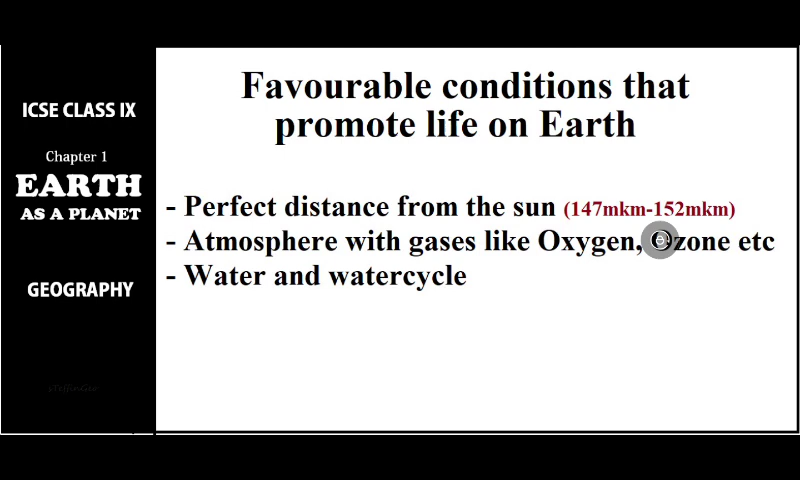 ICSE CLASS IX
Chapter 1
EARTH
AS A PLANET
GEOGRAPHY
Favourable conditions that
promote life on Earth
- Perfect distance from the sun (147mkm-152mkm)
- Atmosphere with gases like Oxygen, Ozone etc
- Water and watercycle